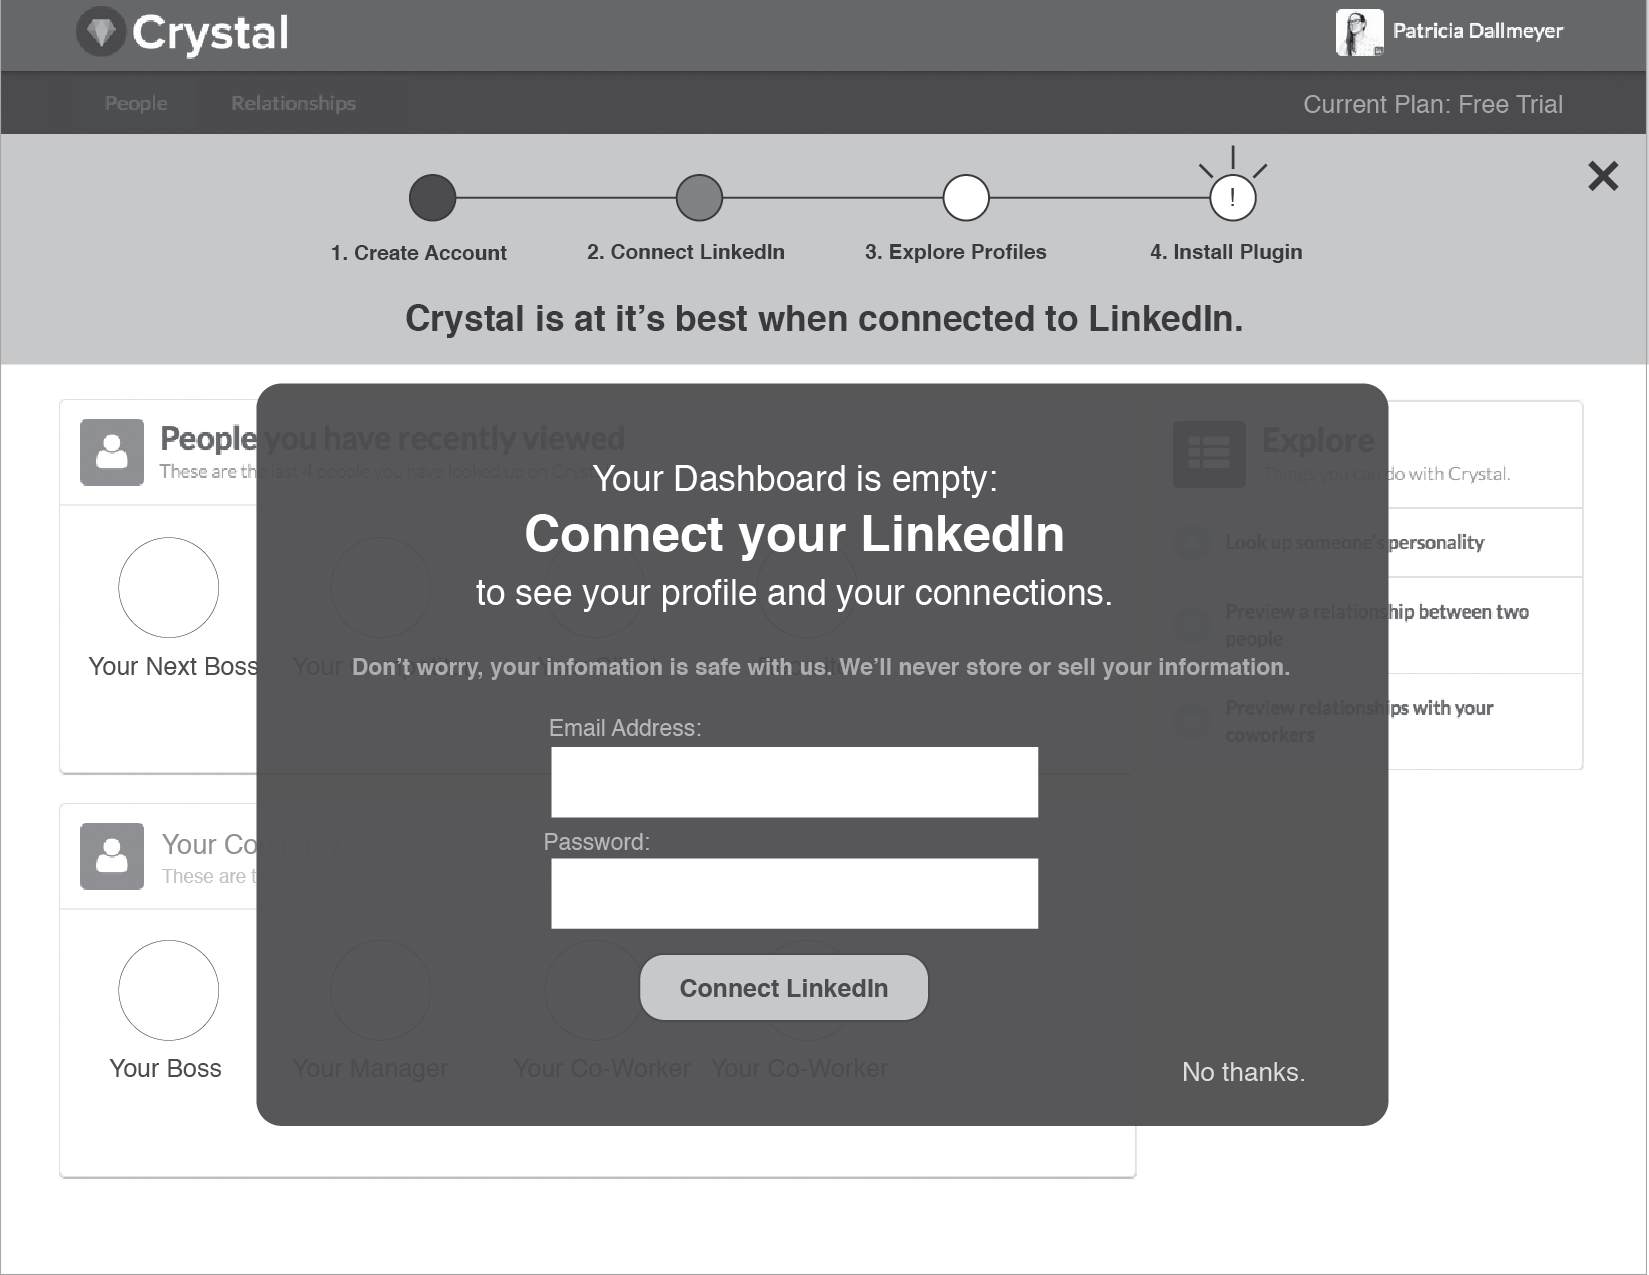 Crystal
Patricia Dallmeyer
People
Relationships
Current Plan: Free Trial
!
1. Create Account
2. Connect LinkedIn
3. Explore Profiles
4. Install Plugin
Crystal is at it’s best when connected to LinkedIn.
People you have recently viewed
These are the last 4 people you have looked up on
Explore
Things you can do with Crystal.
Your Dashboard is empty:
Connect your LinkedIn
to see your profile and your connections.
Look up someone's personality
Preview a relationship between two
people
Preview relationships with your
coworkers
Your Next Boss
Your
Don’t worry, your infomation is safe with us. We’ll never store or sell your information.
Email Address:
Password:
Your Company
These are t
Connect LinkedIn
Your Boss
Your Manager
Your Co-Worker
Your Co-Worker
No thanks.